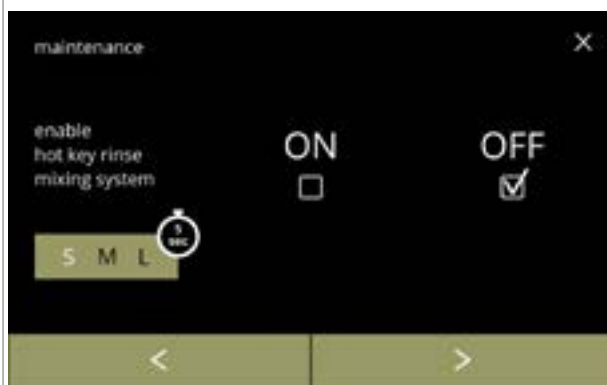 maintenance
×
enable
hot key rinse
mixing system
ON
OFF
5
sec
S M L
<
>